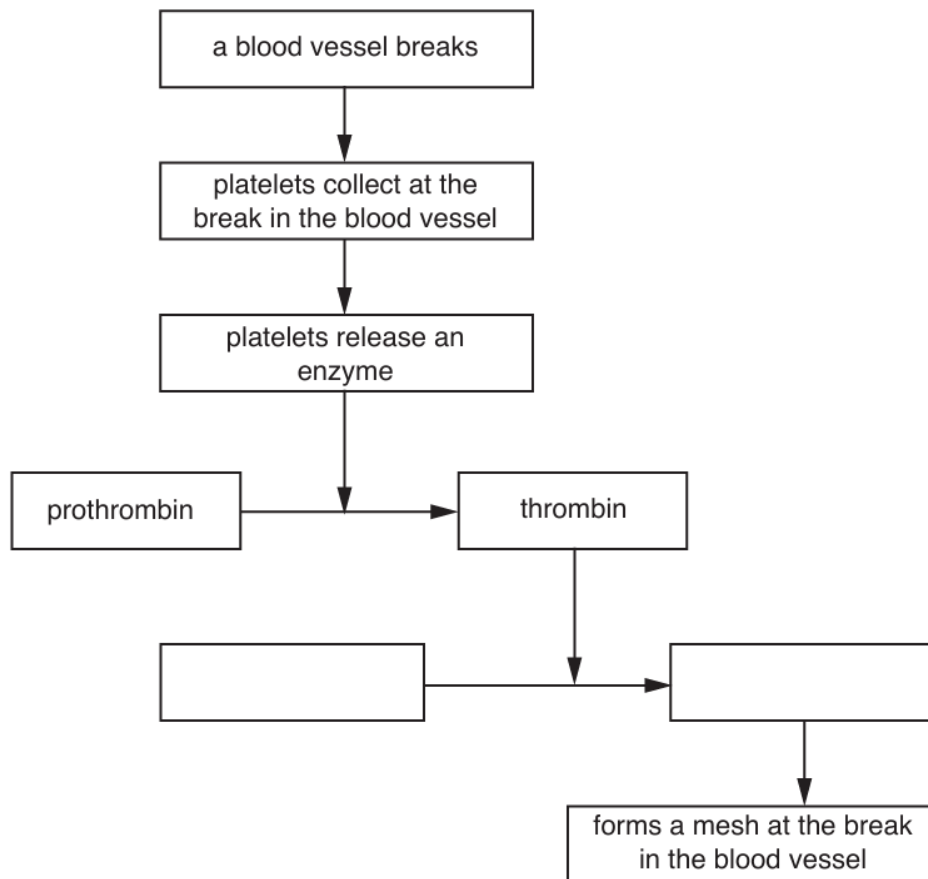 a blood vessel breaks
platelets collect at the
break in the blood vessel
platelets release an
enzyme
prothrombin
thrombin
forms a mesh at the break
in the blood vessel